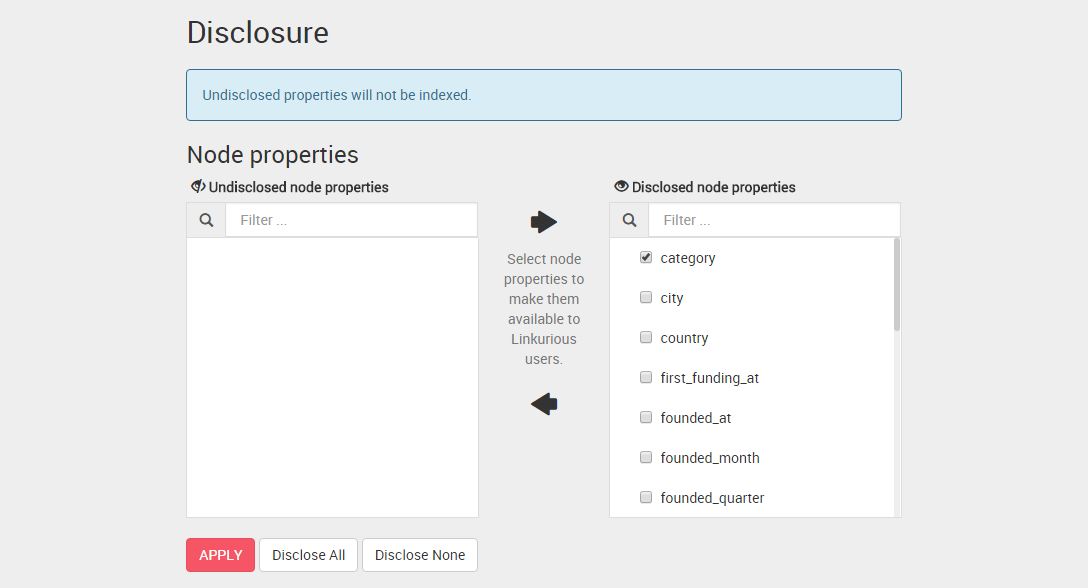 Disclosure
Undisclosed properties will not be indexed.
Node properties
Undisclosed node properties
Filter ...
Select node
properties to
make them
available to
Linkurious
users.
Disclosed node properties
Filter ...
category
city
country
first_funding_at
founded_at
founded_month
founded_quarter
APPLY
Disclose All
Disclose None